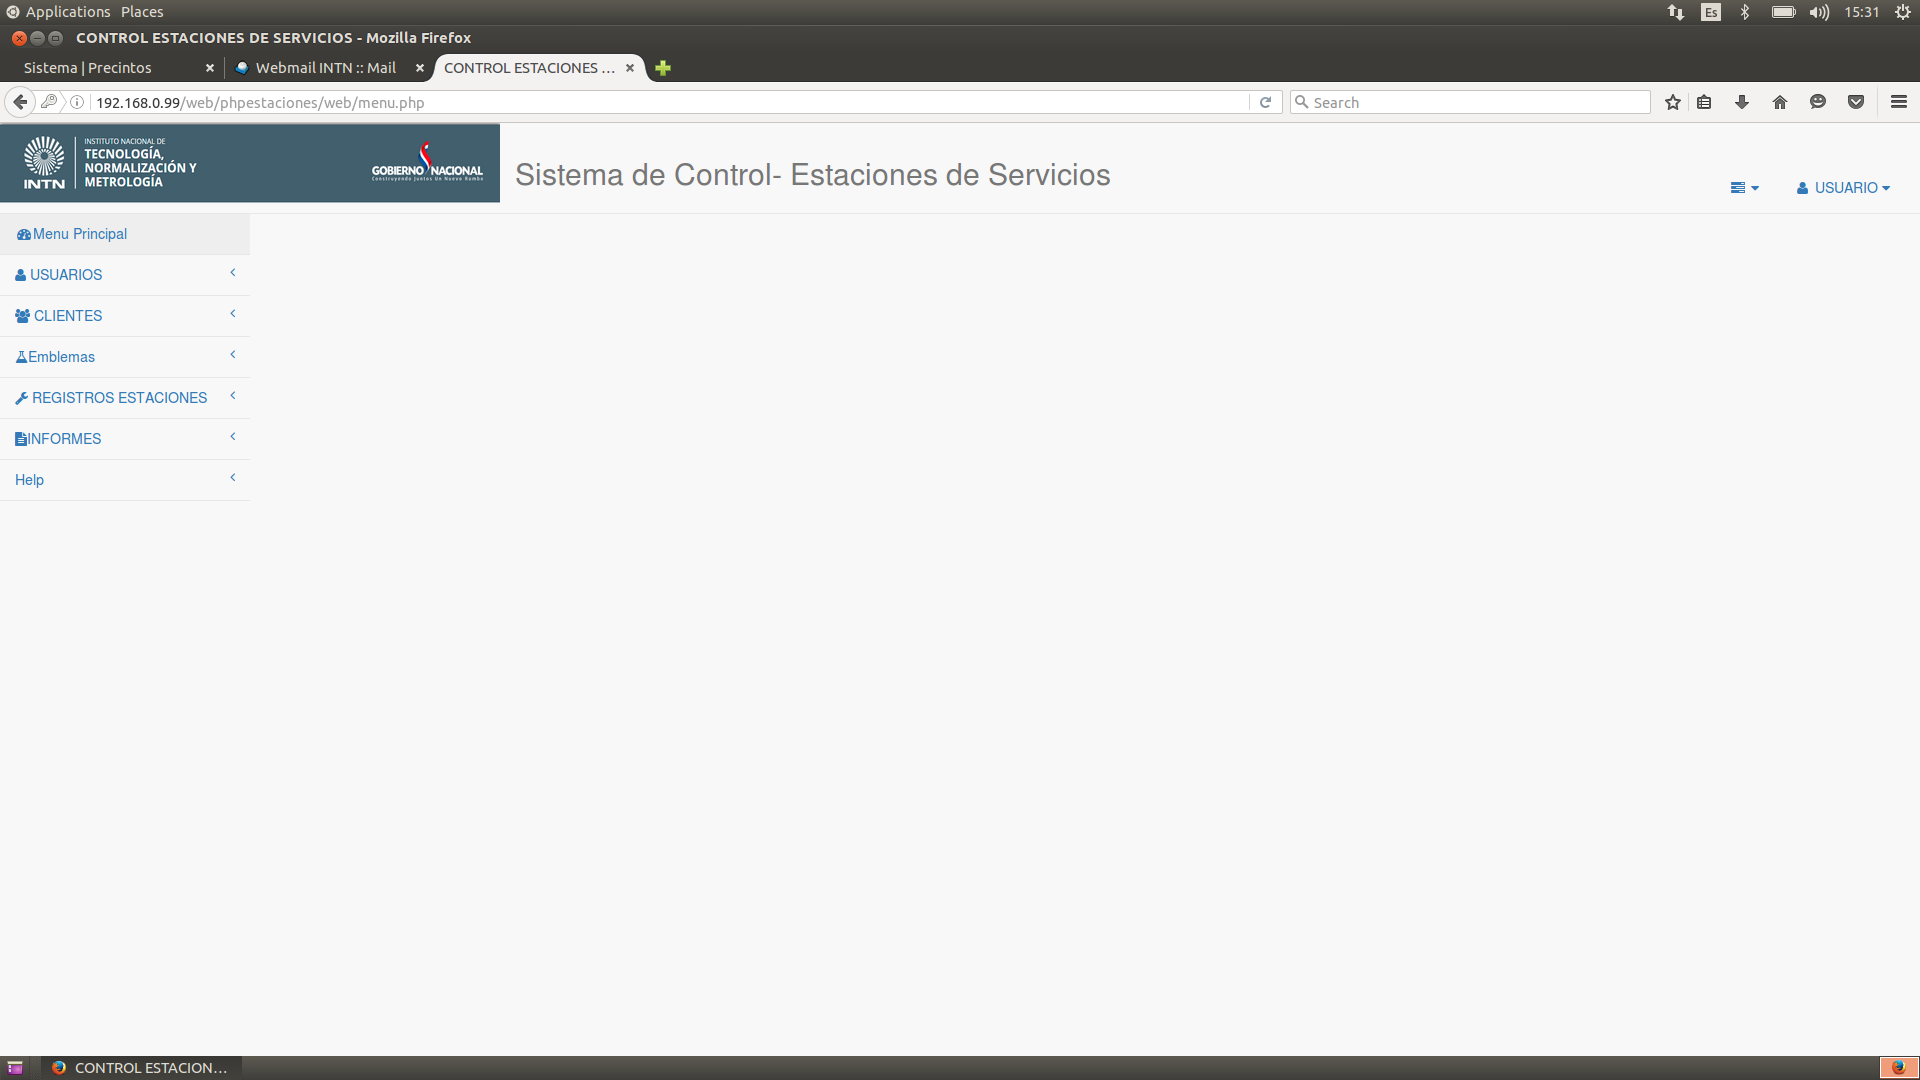 Applications Places
Es
15:31
CONTROL ESTACIONES DE SERVICIOS - Mozilla Firefox
Sistema | Precintos
Webmail INTN :: Mail
CONTROL ESTACIONES ...
192.168.0.99/web/phpestaciones/web/menu.php
Search
INTN
INSTITUTO NACIONAL DE
TECNOLOGÍA,
NORMALIZACIÓN Y
METROLOGÍA
GOBIERNO NACIONAL
Construyendo Juntos Un Nuevo Rumbo
Sistema de Control- Estaciones de Servicios
USUARIO
Menu Principal
USUARIOS
CLIENTES
Emblemas
REGISTROS ESTACIONES
INFORMES
Help
CONTROL ESTACION...